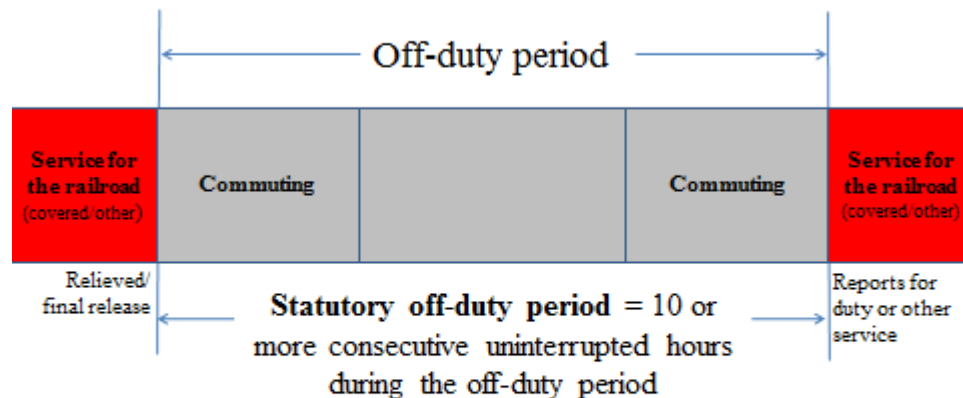 Off-duty period
Service for
the railroad
(covered/other)
Commuting
Commuting
Service for
the railroad
(covered/other)
Relieved/
final release
Statutory off-duty period = 10 or
more consecutive uninterrupted hours
during the off-duty period
Reports for
duty or other
service